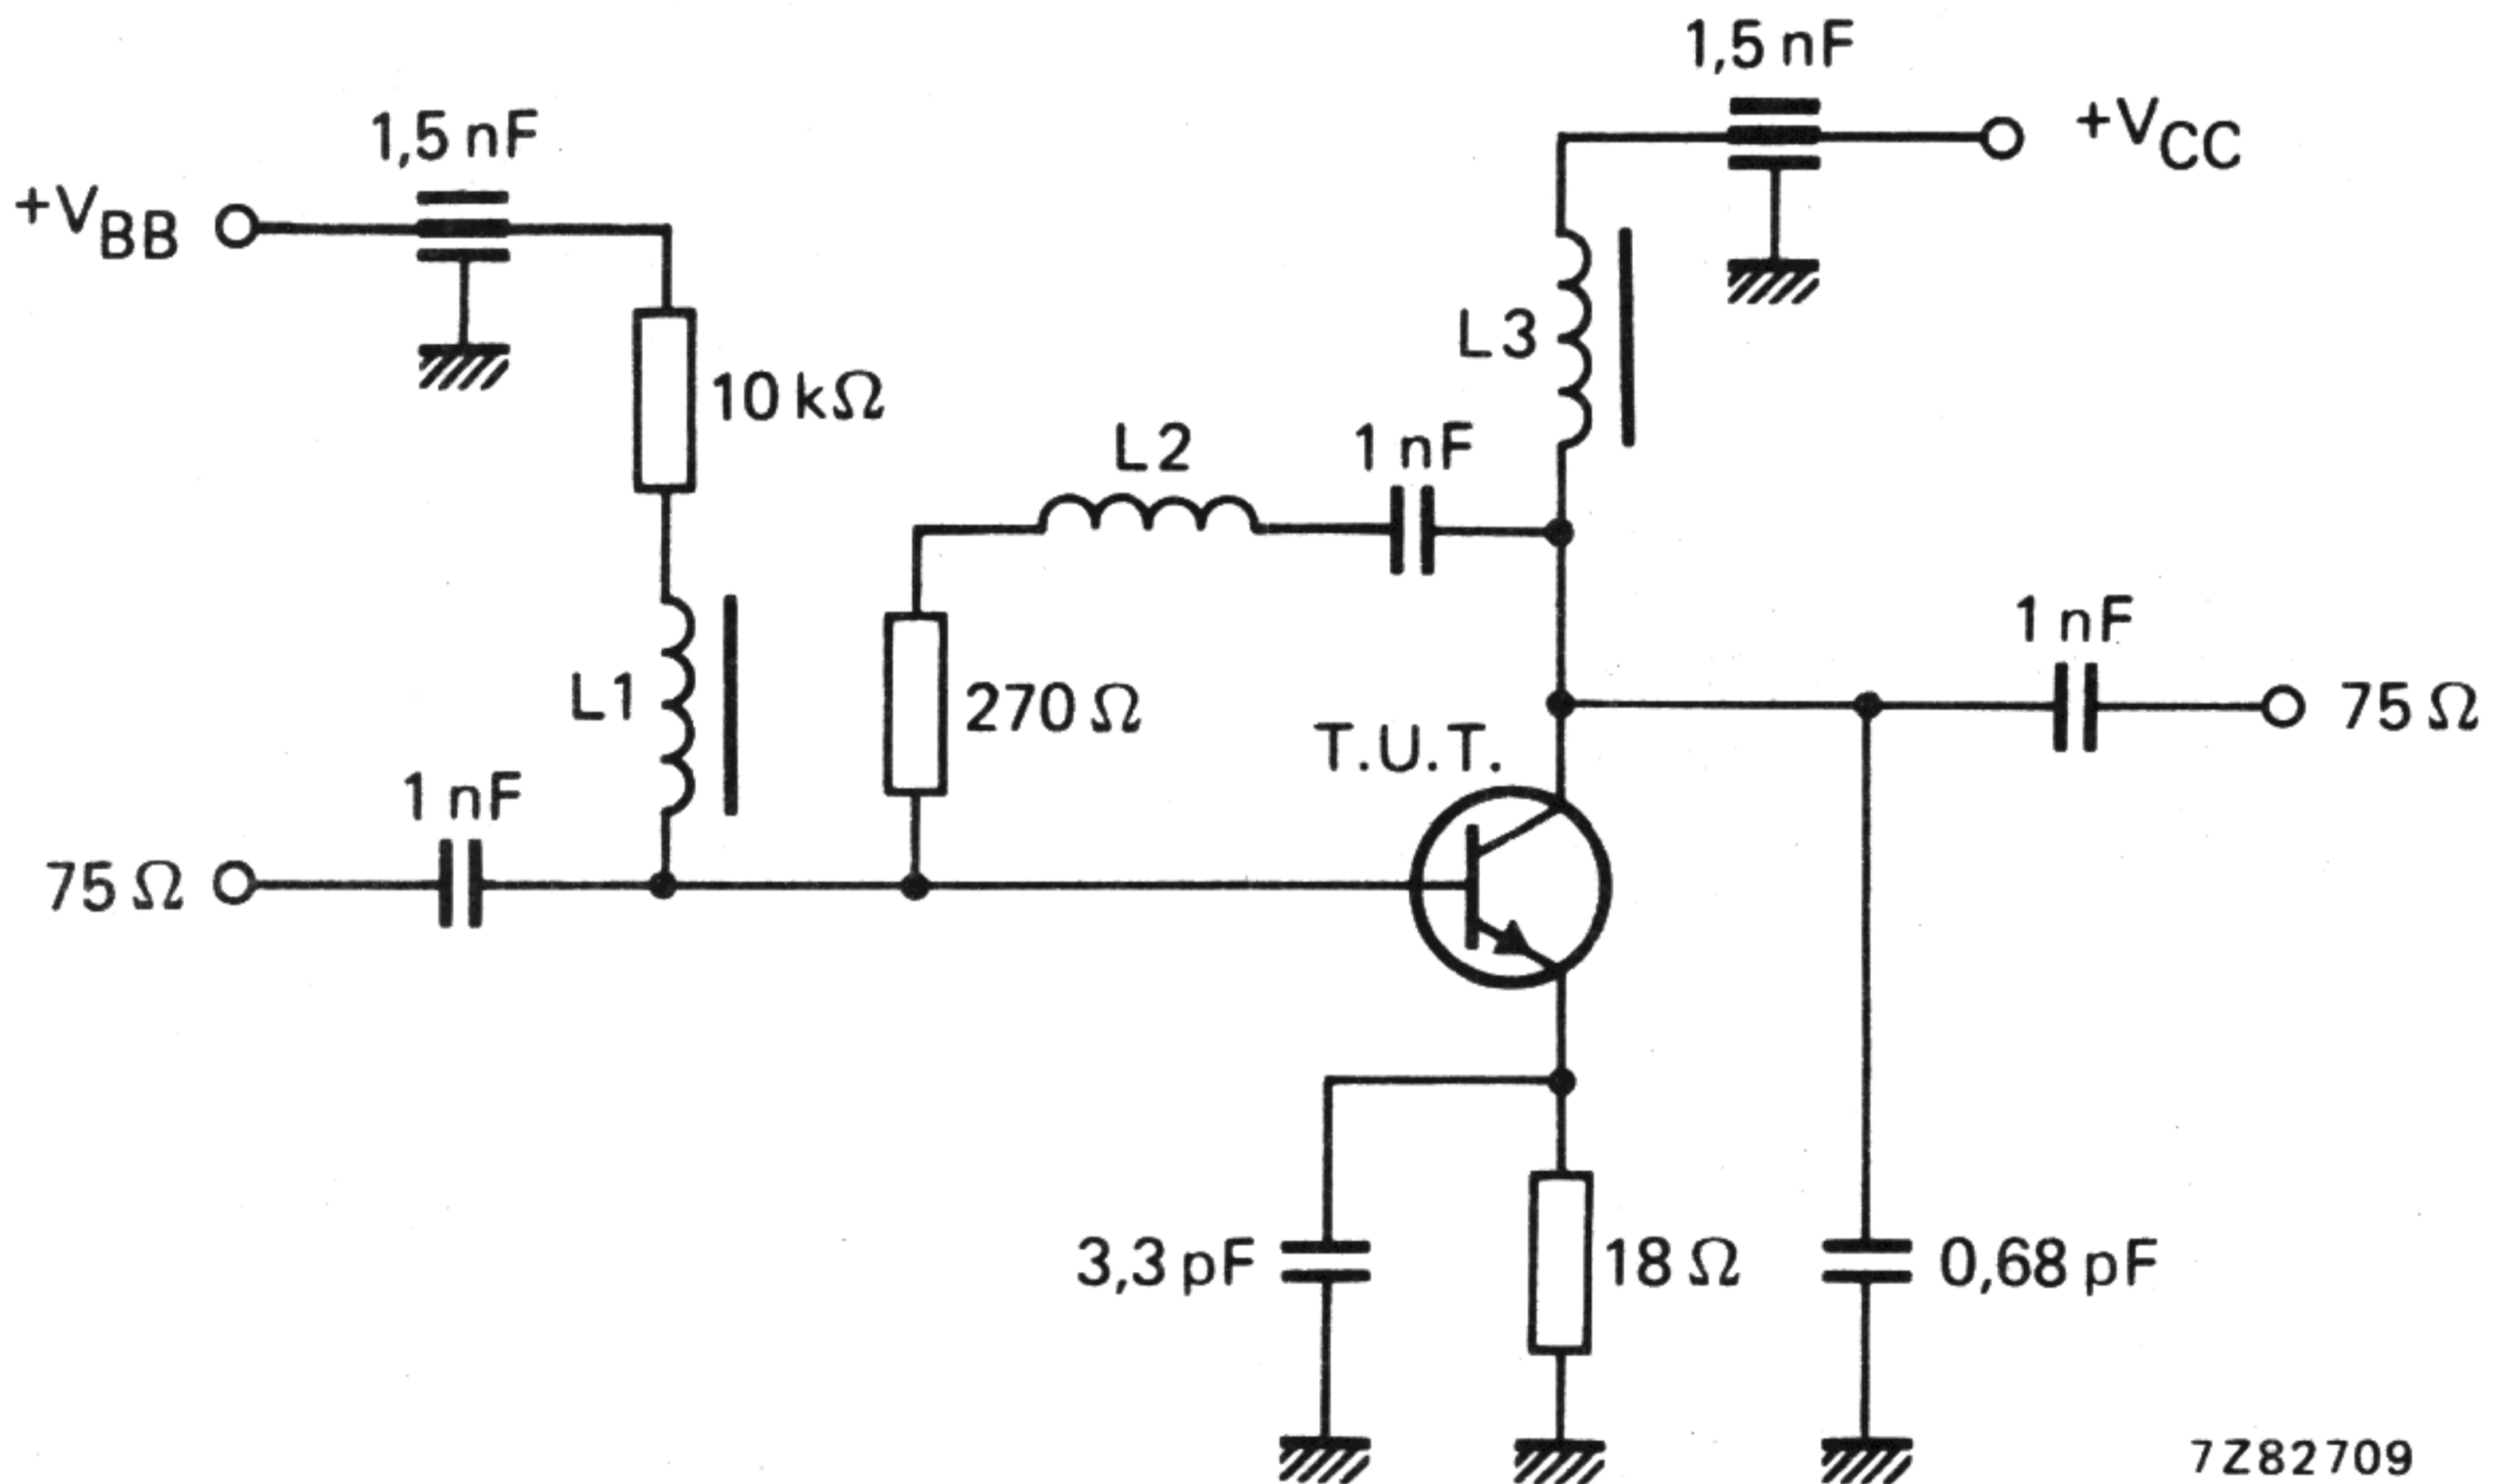 1,5 nF
+VCC
1,5 nF
+VBB
L3
10 kΩ
L2
1 nF
1 nF
L1
270 Ω
75 Ω
T.U.T.
1 nF
75 Ω
3,3 pF
18 Ω
0,68 pF
7Z82709